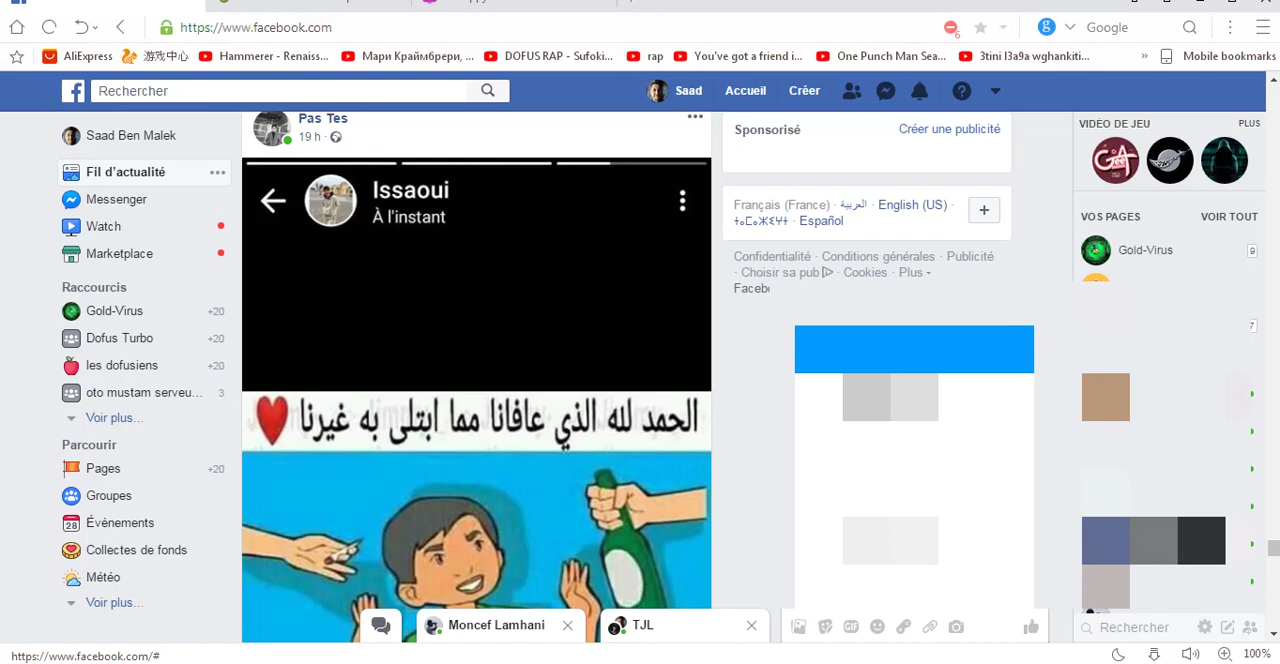 https://www.facebook.com
6
Google
AliExpress
游戏中心
Hammerer - Renaiss...
Мари Краймбрери, ...
DOFUS RAP - Sufoki...
rap
You've got a friend i...
One Punch Man Sea...
3tini l3a9a wghankiti...
»
Mobile bookmarks
Rechercher
Saad
Accueil
Créer
Saad Ben Malek
Fil d'actualité
Messenger
Watch
Marketplace
Raccourcis
Gold-Virus +20
Dofus Turbo +20
les dofusiens +20
oto mustam serveu... 3
Voir plus...
Parcourir
Pages +20
Groupes
28 Évènements
Collectes de fonds
Météo
Voir plus...
Pas Tes
19 h ·
Issaoui
À l'instant
الحمد لله الذي عافانا مما ابتلى به غيرنا
Moncef Lamhani
TJL
Sponsorisé
Créer une publicité
Français (France) · العربية · English (US) ·
ⵜⴰⵎⴰⵣⵉⵖⵜ · Español
Confidentialité · Conditions générales · Publicité
· Choisir sa pub · Cookies · Plus
GIF
VIDÉO DE JEU
PLUS
VOS PAGES
VOIR TOUT
Gold-Virus
9
7
Rechercher
https://www.facebook.com/#
100%